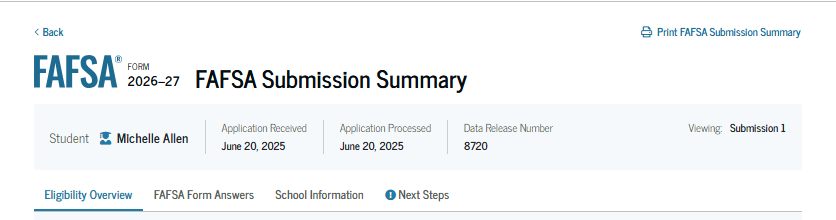 Back
Print FAFSA Submission Summary
FAFSA®
FORM
2026–27
FAFSA Submission Summary
Student
MIchelle Allen
Application Received
June 20, 2025
Application Processed
June 20, 2025
Data Release Number
8720
Viewing: Submission 1
Eligibility Overview
FAFSA Form Answers
School Information
Next Steps